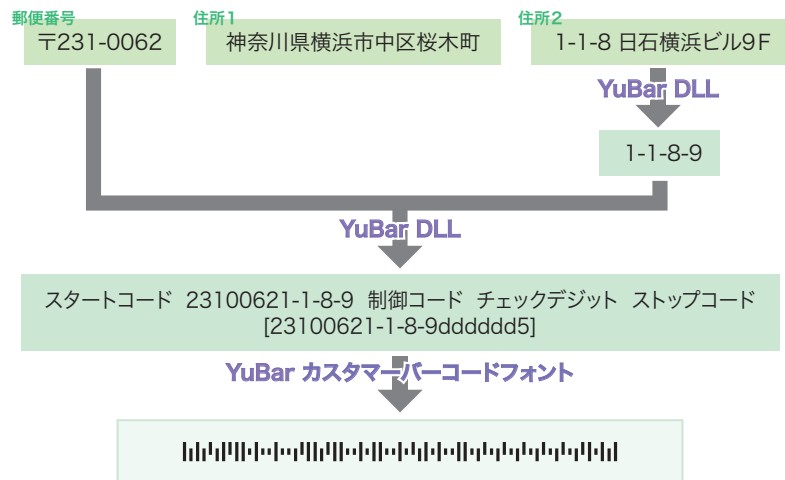 郵便番号 住所1 住所2
〒231-0062 神奈川県横浜市中区桜木町 1-1-8 日石横浜ビル9F
YuBar DLL
1-1-8-9
YuBar DLL
スタートコード 23100621-1-8-9 制御コード チェックデジット ストップコード
[23100621-1-8-9dddddd5]
YuBar カスタマーバーコードフォント